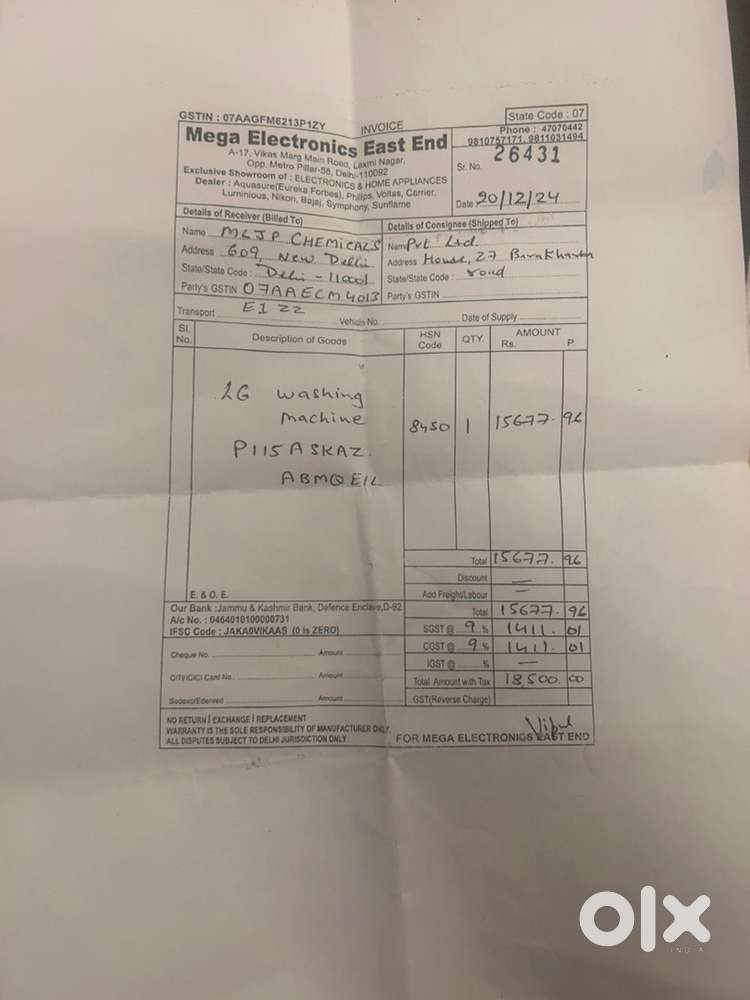 GSTIN : 07AAGFM6213P1ZY
INVOICE
State Code : 07
Mega Electronics East End
A-17, Vikas Marg Main Road, Laxmi Nagar,
Opp. Metro Pillar-58, Delhi-110092
Exclusive Showroom of : ELECTRONICS & HOME APPLIANCES
Dealer : Aquasure(Eureka Forbes), Philips, Voltas, Carrier,
Luminious, Nikon, Bajaj, Symphony, Sunflame
Phone : 47070442
9810757171, 9811031494
Sr. No. 26431
Date 20/12/24
Details of Receiver (Billed To)
Name MLJP CHEMICALS
Address 609, New Delhi
State/State Code : Delhi - 110001
Party's GSTIN 07AAECM4013
E1ZZ
Details of Consignee (Shipped To)
Name Pvt Ltd
Address House, 27 Barakhamba
State/State Code : road
Party's GSTIN
Transport
Vehicle No.
Date of Supply
Sl. No.
Description of Goods
HSN Code
QTY.
AMOUNT
Rs. P.
LG washing
machine
P115ASKAZ.
ABMQEIL
8450 1 15677.96
Total 15677.96
Discount —
Add Freight/Labour =
E. & O. E.
Total 15677.96
Our Bank :Jammu & Kashmir Bank, Defence Enclave,D-92
A/c No. : 0464010100000731
IFSC Code : JAKA0VIKAAS (0 Is ZERO)
SGST @ 9 % 1411.01
CGST @ 9 % 1411.01
IGST @ % —
Total Amount with Tax 18,500.00
GST(Reverse Charge)
Cheque No. Amount
CITI/ICICI Card No. Amount
Sodexo/Edenred Amount
NO RETURN | EXCHANGE | REPLACEMENT
WARRANTY IS THE SOLE RESPONSIBILITY OF MANUFACTURER ONLY.
ALL DISPUTES SUBJECT TO DELHI JURISDICTION ONLY
Vipul
FOR MEGA ELECTRONICS EAST END
olx
INDIA